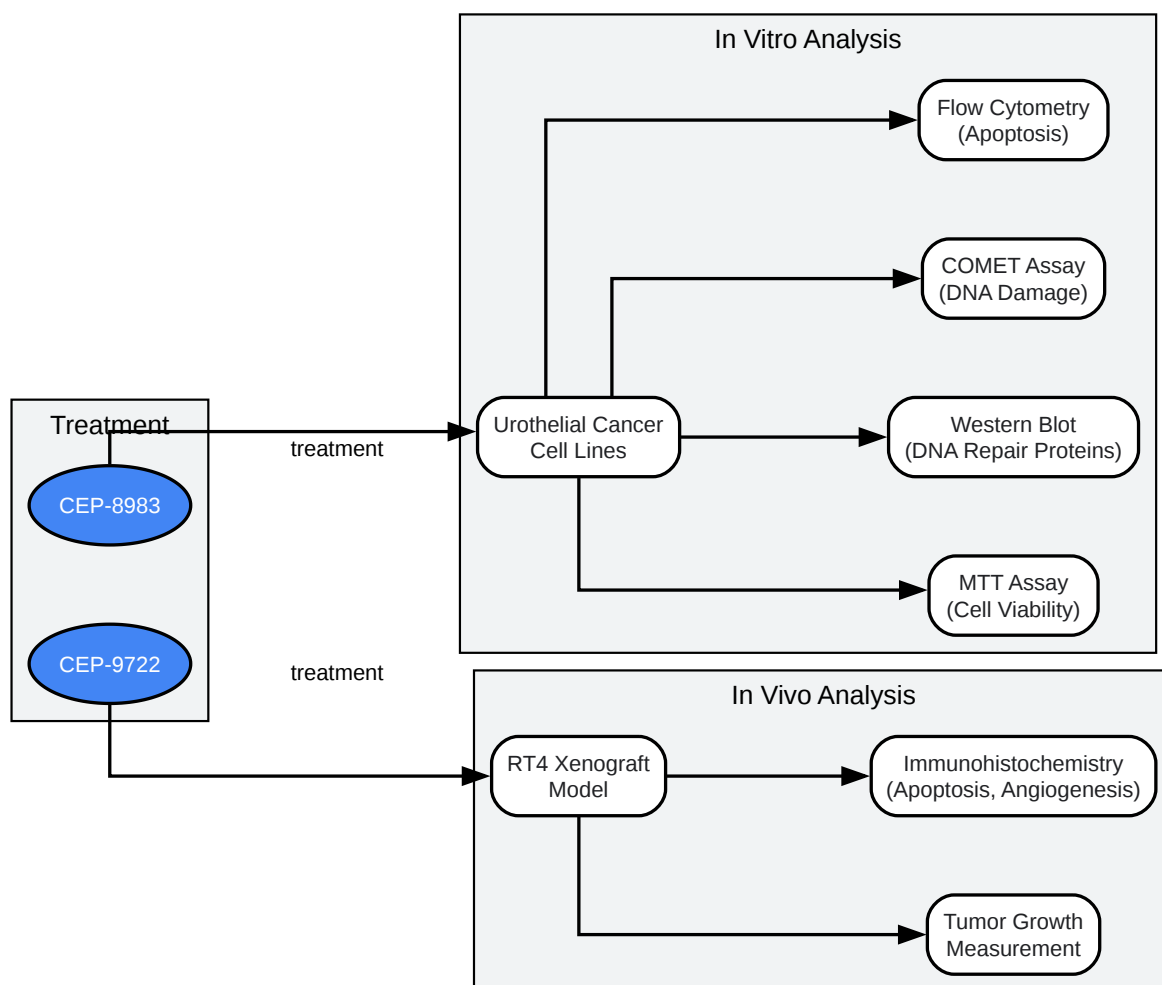 In Vitro Analysis
Flow Cytometry
(Apoptosis)
COMET Assay
(DNA Damage)
Treatment
treatment
Urothelial Cancer
Cell Lines
Western Blot
(DNA Repair Proteins)
CEP-8983
MTT Assay
(Cell Viability)
CEP-9722
treatment
In Vivo Analysis
RT4 Xenograft
Model
Immunohistochemistry
(Apoptosis, Angiogenesis)
Tumor Growth
Measurement